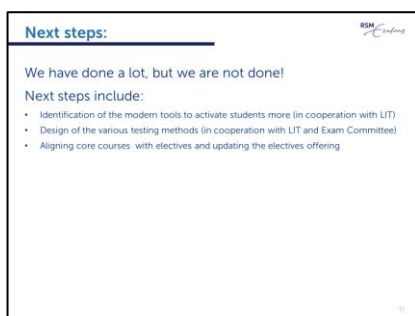 Next steps:
RSM Erasmus
We have done a lot, but we are not done!
Next steps include:
• Identification of the modern tools to activate students more (in cooperation with LIT)
• Design of the various testing methods (in cooperation with LIT and Exam Committee)
• Aligning core courses with electives and updating the electives offering